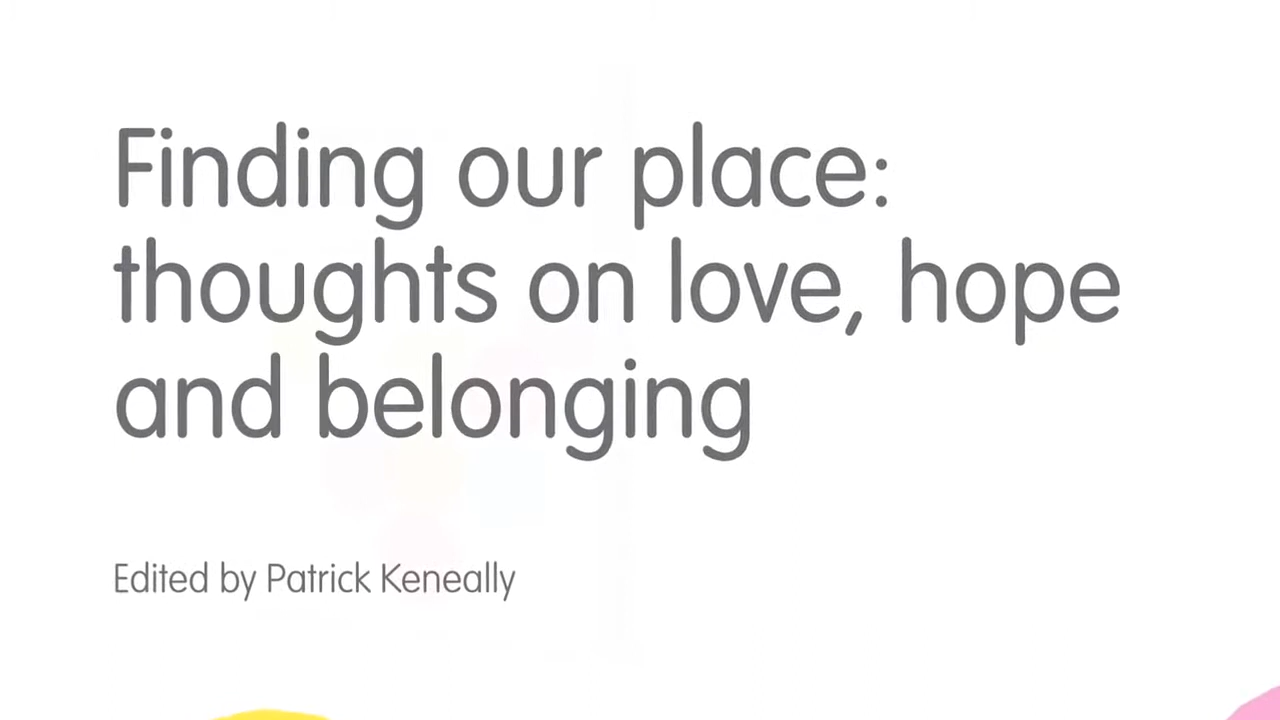 Finding our place:
thoughts on love, hope
and belonging
Edited by Patrick Keneally